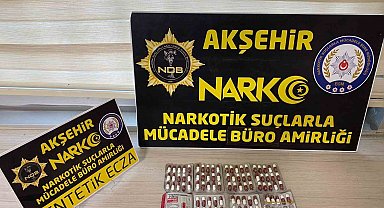 AKŞEHİR
NDB
NARKO
NARKOTİK SUÇLARLA
MÜCADELE BÜRO AMİRLİĞİ
AKŞEHİR
NARKO
NARKOTİK SUÇLARLA
MÜCADELE BÜRO AMİRLİĞİ
NTETİK ECZA